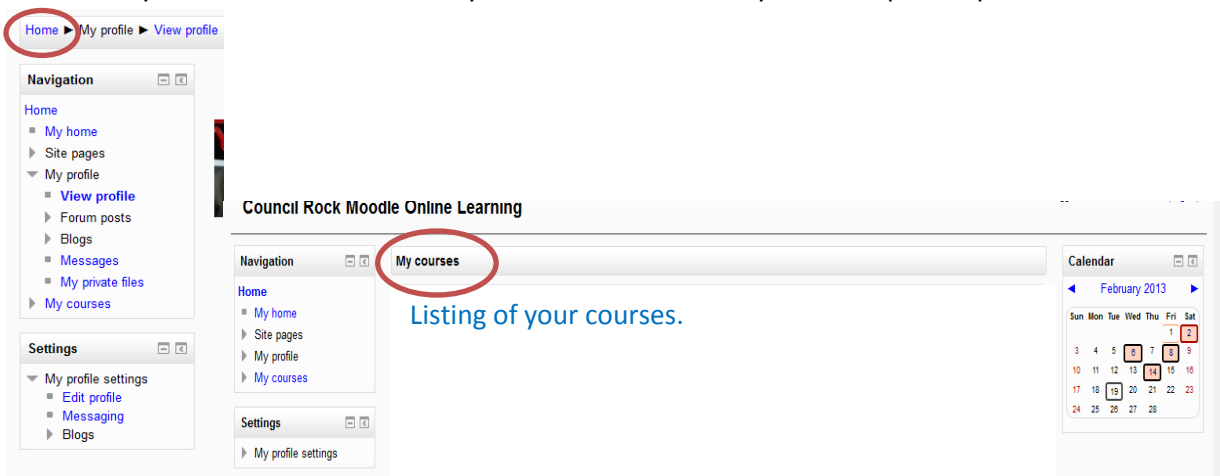 Home ► My profile ► View profile
Navigation
Home
My home
Site pages
My profile
View profile
Forum posts
Blogs
Messages
My private files
My courses
Settings
My profile settings
Edit profile
Messaging
Blogs
Council Rock Moodle Online Learning
Navigation
Home
My home
Site pages
My profile
My courses
Settings
My profile settings
My courses
Listing of your courses.
Calendar
◄ February 2013 ►
Sun Mon Tue Wed Thu Fri Sat
1 2
3 4 5 6 7 8 9
10 11 12 13 14 15 16
17 18 19 20 21 22 23
24 25 26 27 28